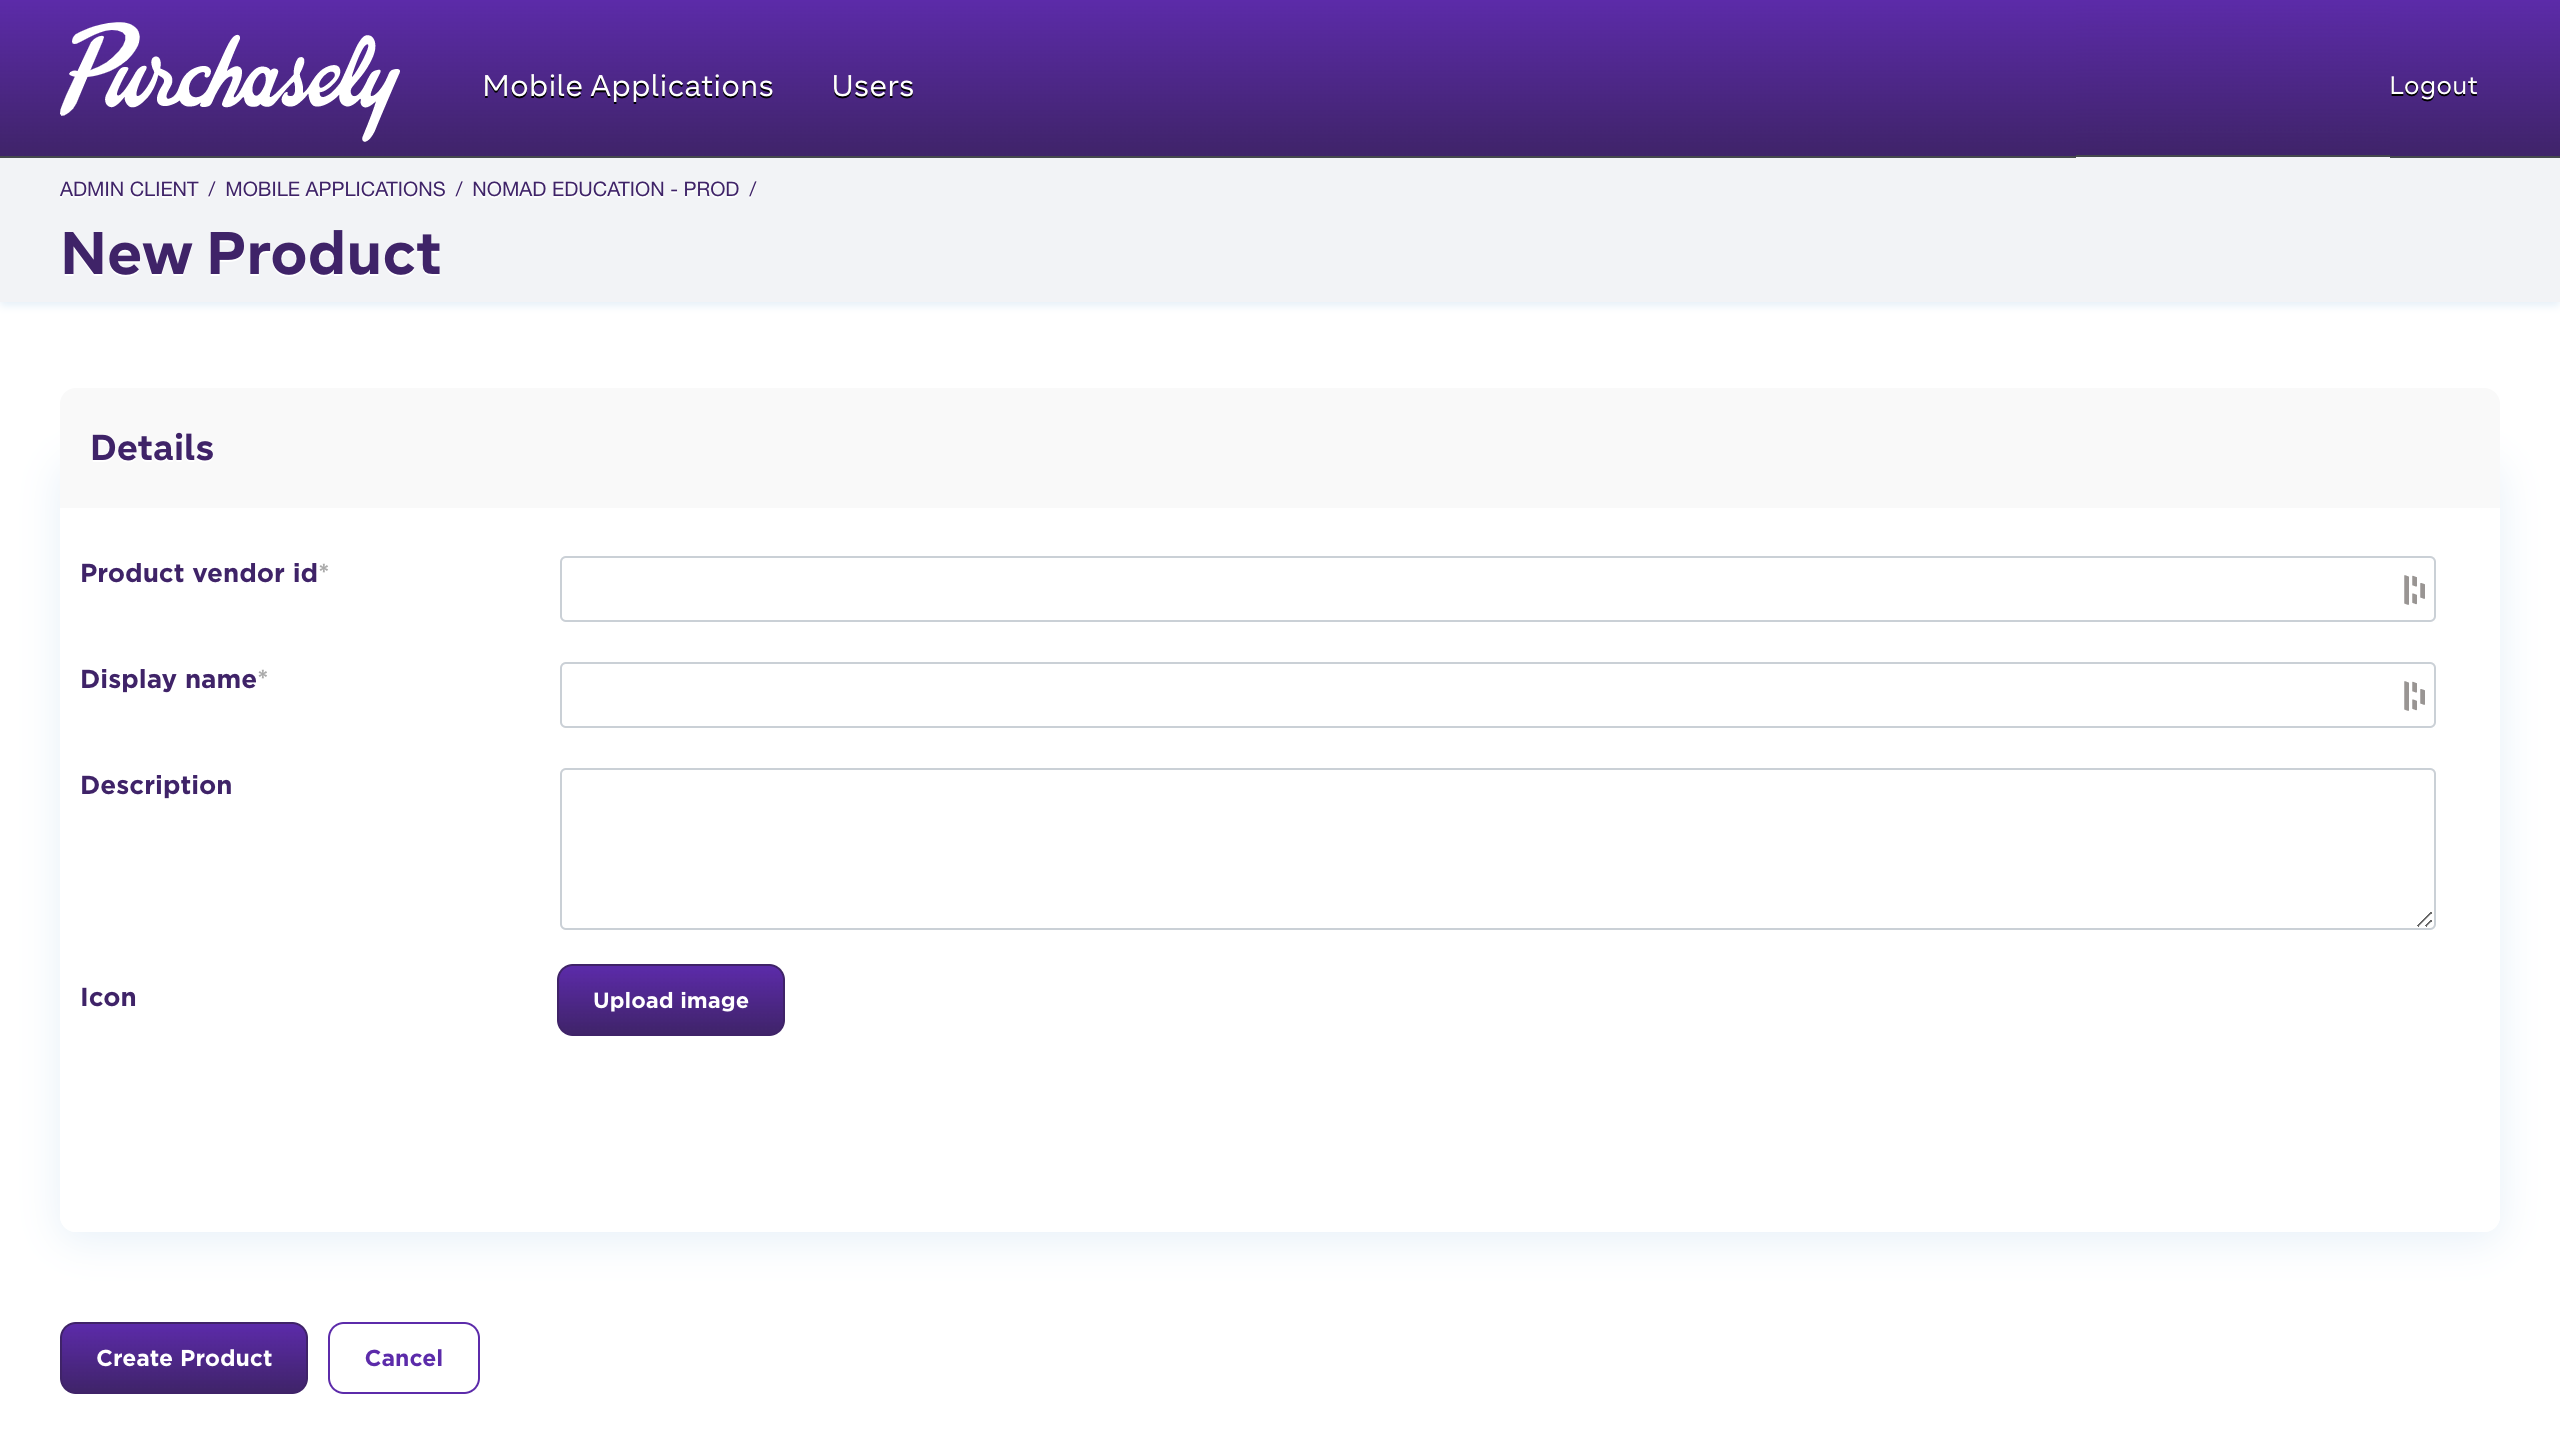 Purchasely
Mobile Applications
Users
Logout
ADMIN CLIENT / MOBILE APPLICATIONS / NOMAD EDUCATION - PROD /
New Product
Details
Product vendor id*
Display name*
Description
Icon
Upload image
Create Product
Cancel